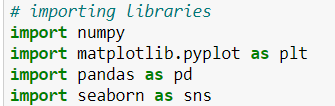 # importing libraries
import numpy
import matplotlib.pyplot as plt
import pandas as pd
import seaborn as sns